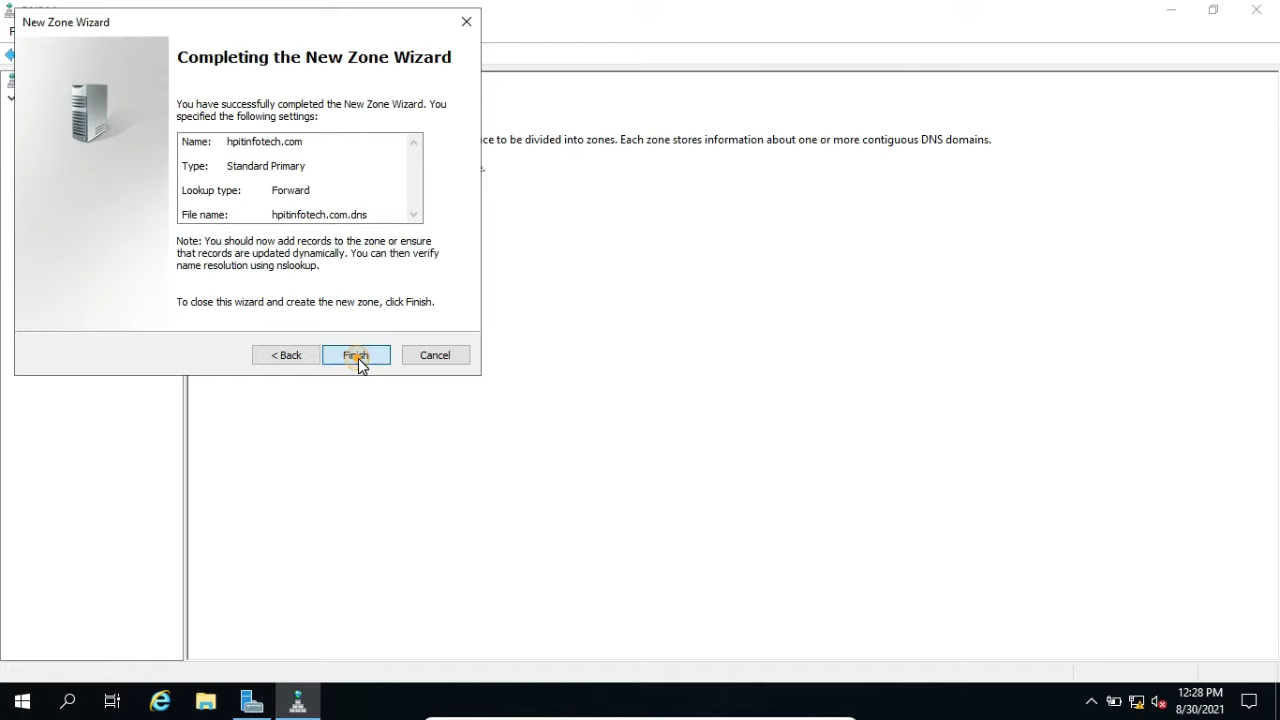 New Zone Wizard
Completing the New Zone Wizard
You have successfully completed the New Zone Wizard. You
specified the following settings:
Name: hpitinfotech.com
Type: Standard Primary
Lookup type: Forward
File name: hpitinfotech.com.dns
Note: You should now add records to the zone or ensure
that records are updated dynamically. You can then verify
name resolution using nslookup.
To close this wizard and create the new zone, click Finish.
< Back
Finish
Cancel
to be divided into zones. Each zone stores information about one or more contiguous DNS domains.
12:28 PM
8/30/2021